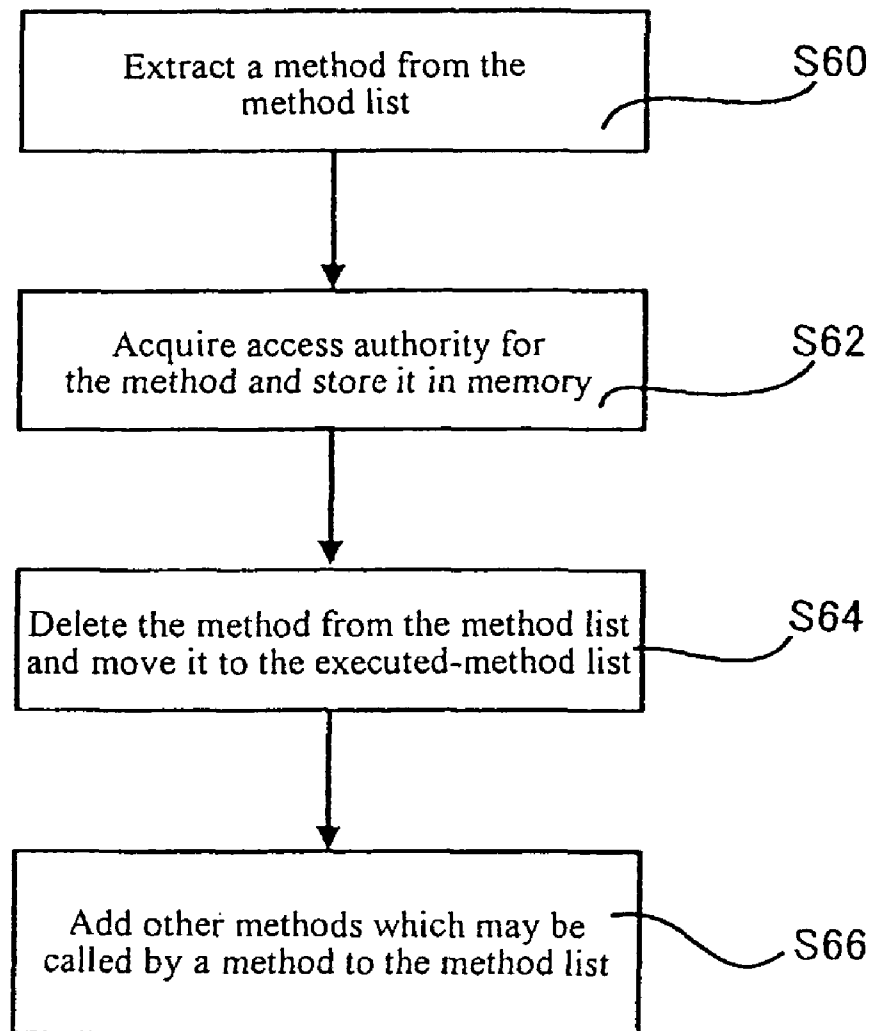 Extract a method from the
method list
S60
Acquire access authority for
the method and store it in memory
S62
Delete the method from the method list
and move it to the executed-method list
S64
Add other methods which may be
called by a method to the method list
S66